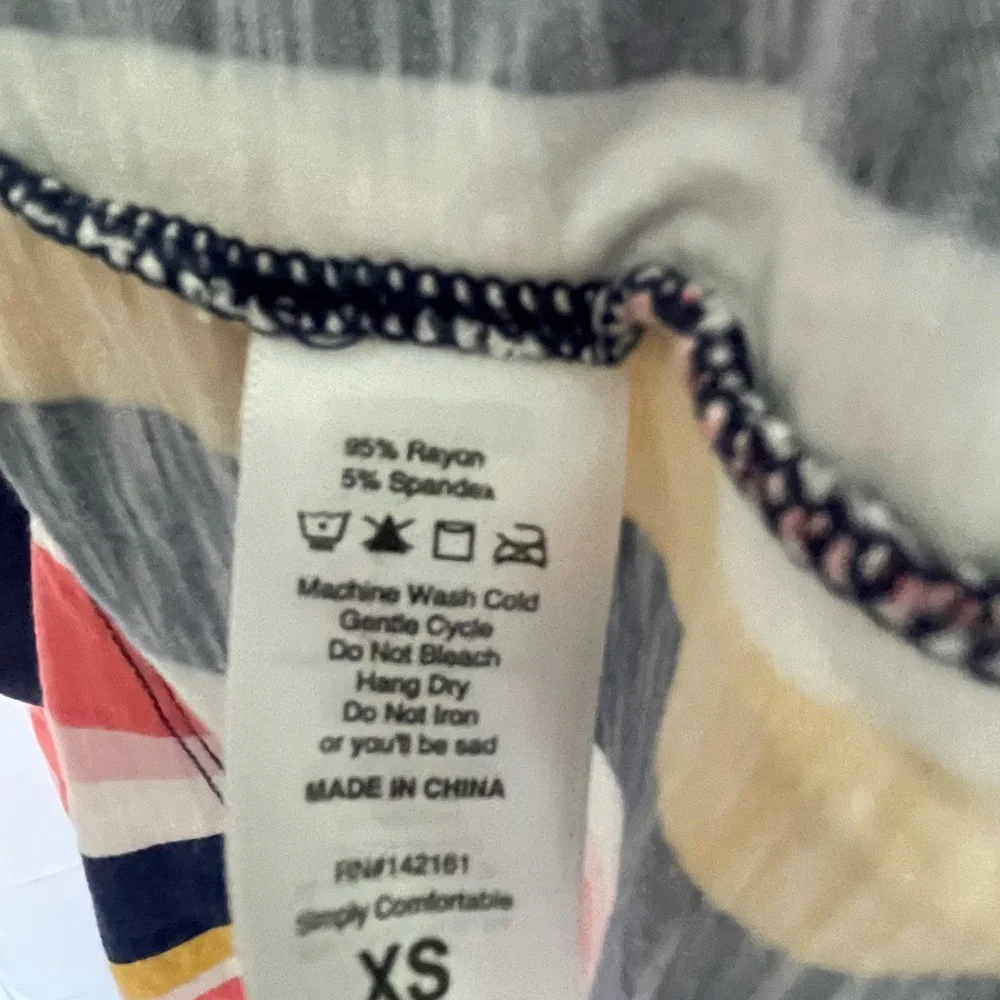 95% Rayon
5% Spandex
Machine Wash Cold
Gentle Cycle
Do Not Bleach
Hang Dry
Do Not Iron
or you'll be sad
MADE IN CHINA
RN#142161
Simply Comfortable
XS